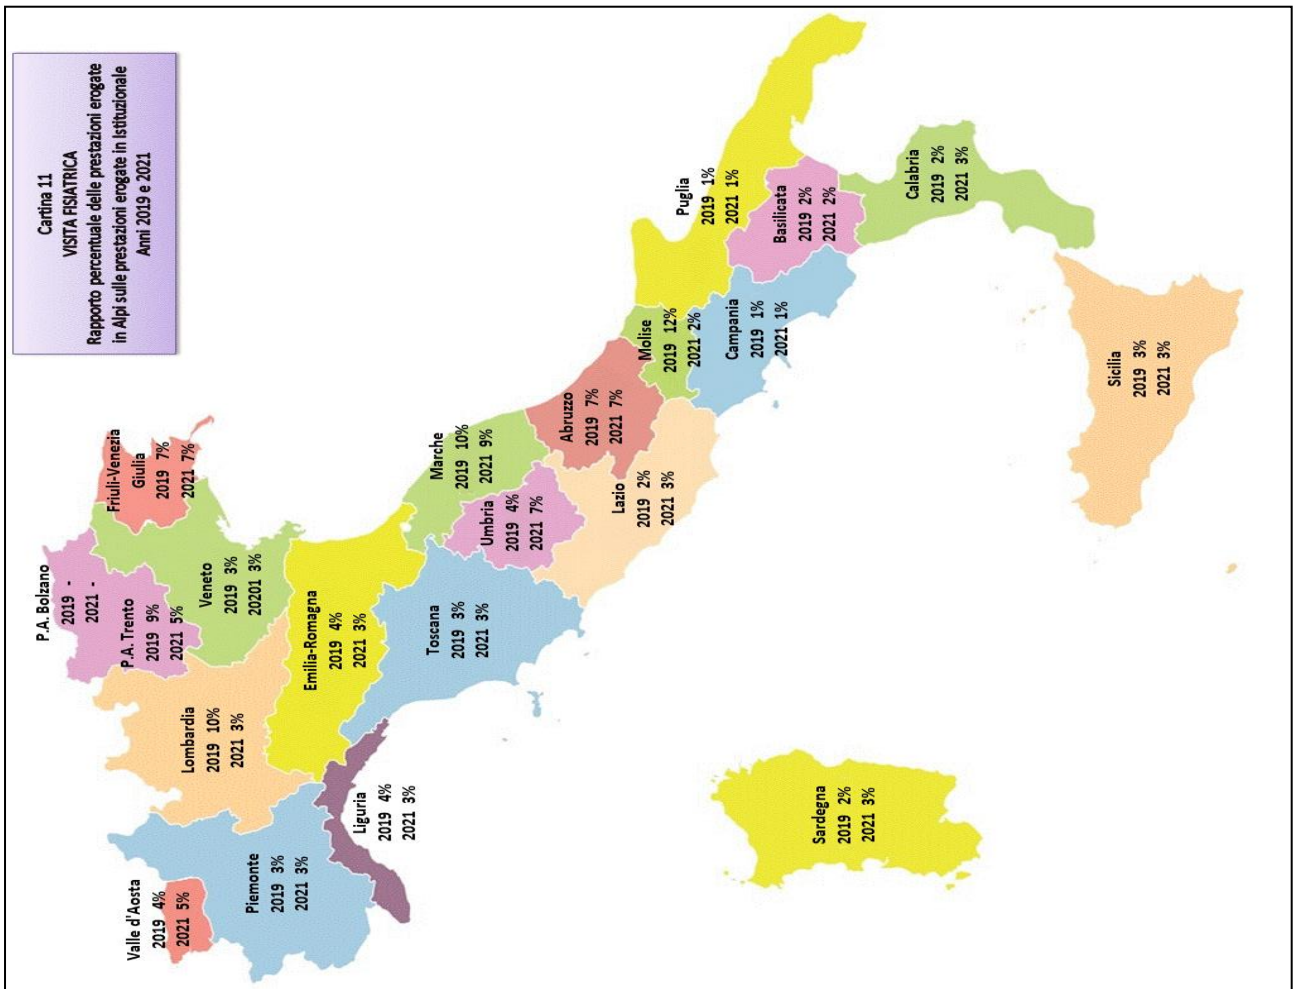 Cartina 11
VISITA FISIATRICA
Rapporto percentuale delle prestazioni erogate
in Alpi sulle prestazioni erogate in Istituzionale
Anni 2019 e 2021
P.A. Bolzano
2019 -
2021 -
P.A. Trento
2019 9%
2021 5%
Friuli-Venezia
Giulia
2019 7%
2021 7%
Valle d'Aosta
2019 4%
2021 5%
Lombardia
2019 10%
2021 3%
Veneto
2019 3%
20201 3%
Piemonte
2019 3%
2021 3%
Emilia-Romagna
2019 4%
2021 3%
Liguria
2019 4%
2021 3%
Toscana
2019 3%
2021 3%
Marche
2019 10%
2021 9%
Umbria
2019 4%
2021 7%
Abruzzo
2019 7%
2021 7%
Lazio
2019 2%
2021 3%
Molise
2019 12%
2021 2%
Puglia
2019 1%
2021 1%
Campania
2019 1%
2021 1%
Basilicata
2019 2%
2021 2%
Calabria
2019 2%
2021 3%
Sardegna
2019 2%
2021 3%
Sicilia
2019 3%
2021 3%